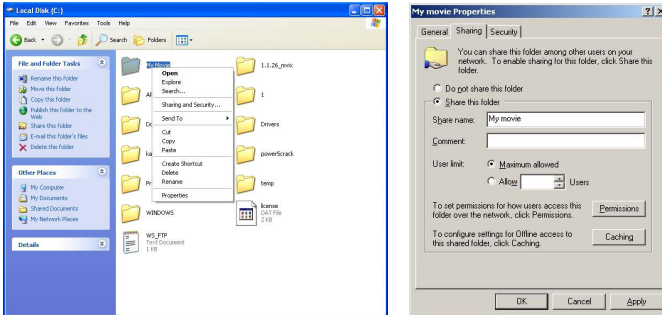 Local Disk (C:)
File Edit View Favorites Tools Help
Back Search Folders
File and Folder Tasks
Rename this folder
Move this folder
Copy this folder
Publish this folder to the
Web
Share this folder
E-mail this folder's files
Delete this folder
Other Places
My Computer
My Documents
Shared Documents
My Network Places
Details
My Movie
Open
Explore
Search...
Sharing and Security...
Send To
Cut
Copy
Paste
Create Shortcut
Delete
Rename
Properties
WINDOWS
WS_FTP
Text Document
1 KB
1.1.26_mvix
1
Drivers
powerScrack
temp
license
DAT File
2 KB
My movie Properties
General Sharing Security
You can share this folder among other users on your
network. To enable sharing for this folder, click Share this
folder.
Do not share this folder
Share this folder
Share name: My movie
Comment:
User limit: Maximum allowed
Allow Users
To set permissions for how users access this
folder over the network, click Permissions.
Permissions
To configure settings for Offline access to
this shared folder, click Caching.
Caching
OK Cancel Apply